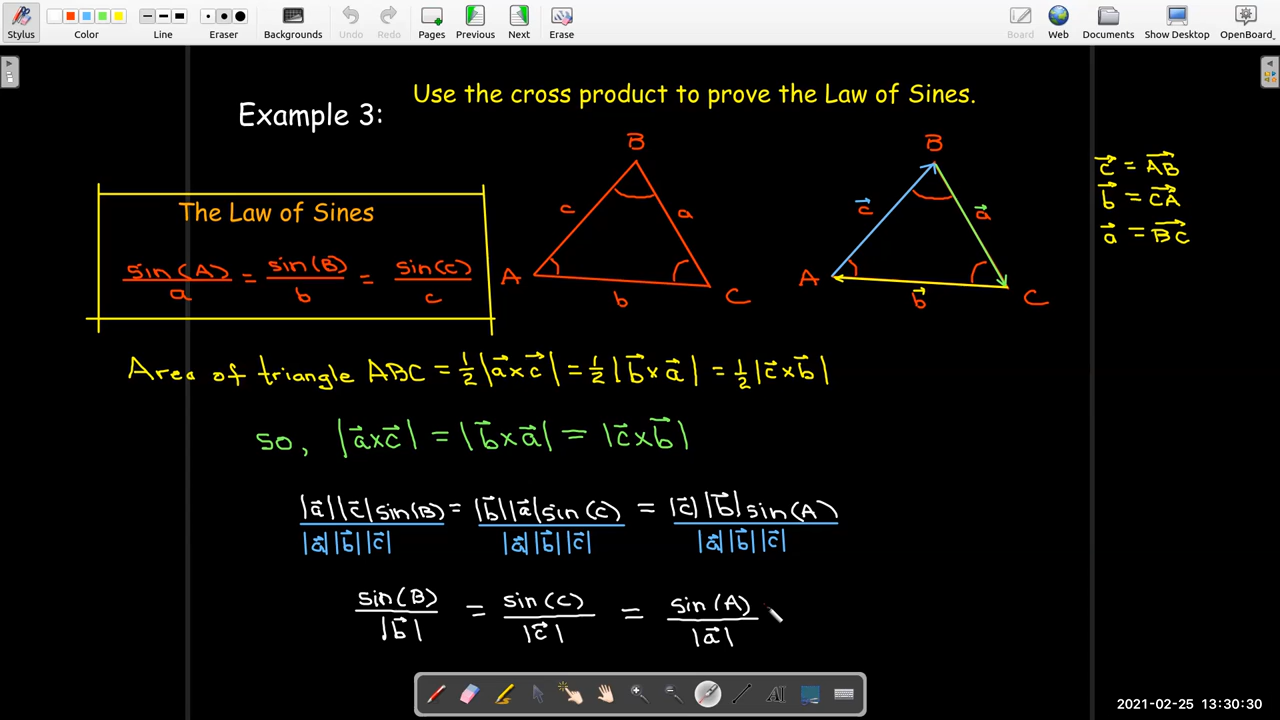 Stylus Color Line Eraser Backgrounds Undo Redo Pages Previous Next Erase Board Web Documents Show Desktop OpenBoard
Use the cross product to prove the Law of Sines.
Example 3:
The Law of Sines
sin(A)/a = sin(B)/b = sin(C)/c
B
c a
A b C
B
c⃗ a⃗
A b⃗ C
c⃗ = AB⃗
b⃗ = CA⃗
a⃗ = BC⃗
Area of triangle ABC = 1/2|a⃗ x c⃗| = 1/2|b⃗ x a⃗| = 1/2|c⃗ x b⃗|
so, |a⃗ x c⃗| = |b⃗ x a⃗| = |c⃗ x b⃗|
|a⃗||c⃗|sin(B)/|a⃗||b⃗||c⃗| = |b⃗||a⃗|sin(C)/|a⃗||b⃗||c⃗| = |c⃗||b⃗|sin(A)/|a⃗||b⃗||c⃗|
sin(B)/|b⃗| = sin(C)/|c⃗| = sin(A)/|a⃗|
AI
2021-02-25 13:30:30